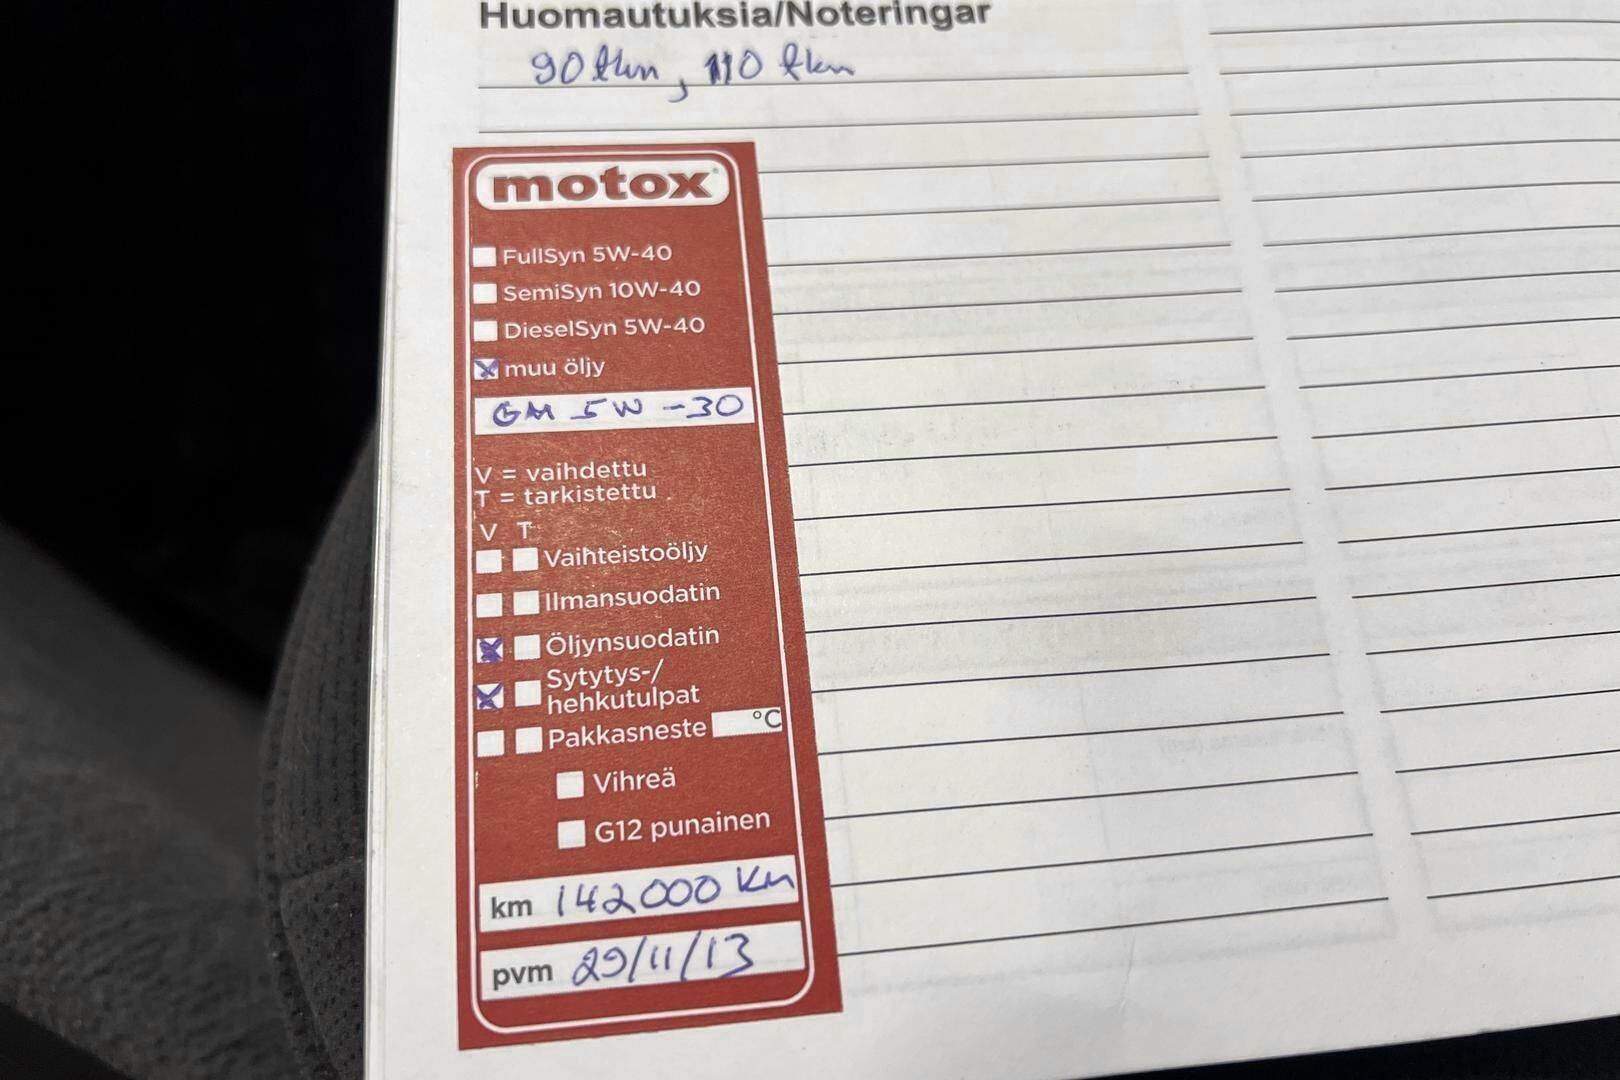 Huomautuksia/Noteringar
90 tkm, 110 tkm
motox
FullSyn 5W-40
SemiSyn 10W-40
DieselSyn 5W-40
muu öljy
GM 5W-30
V = vaihdettu
T = tarkistettu
V T
Vaihteistoöljy
Ilmansuodatin
Öljynsuodatin
Sytytys-/
hehkutulpat
Pakkasneste °C
Vihreä
G12 punainen
km 142000 Km
pvm 29/11/13